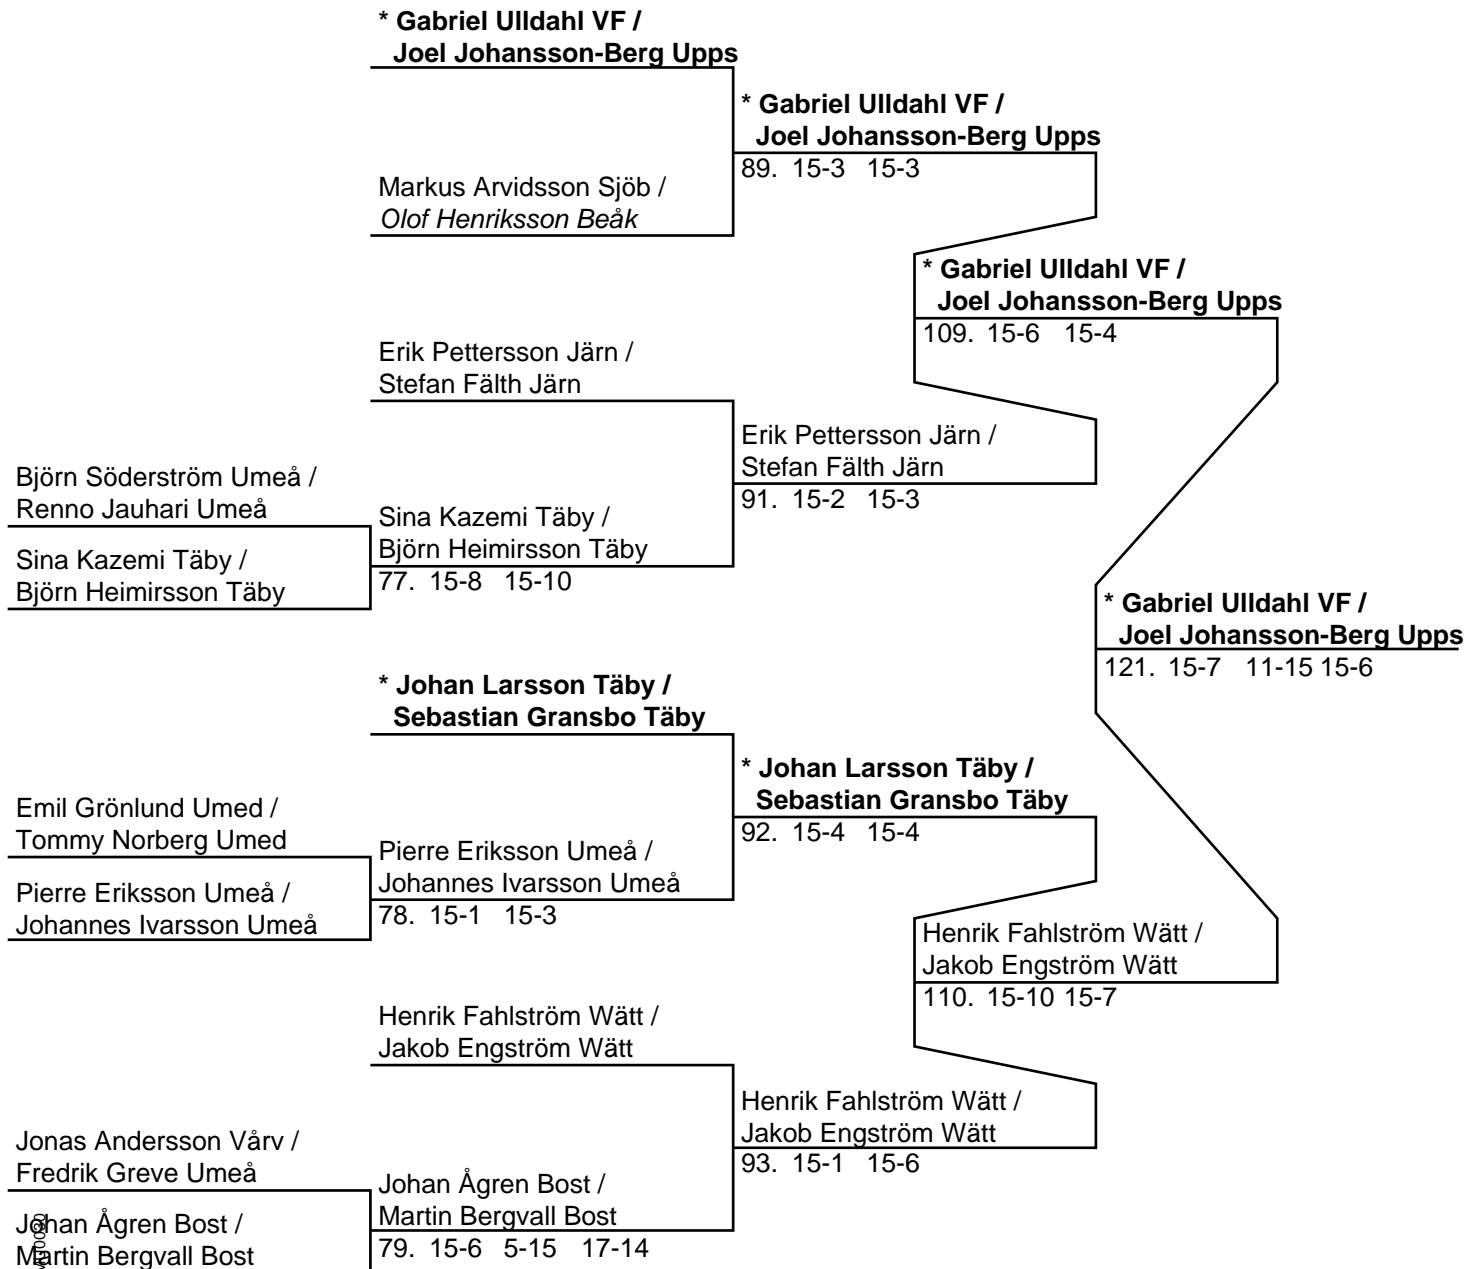 * Gabriel Ulldahl VF /
Joel Johansson-Berg Upps
* Gabriel Ulldahl VF /
Joel Johansson-Berg Upps
89. 15-3 15-3
Markus Arvidsson Sjöb /
Olof Henriksson Beåk
* Gabriel Ulldahl VF /
Joel Johansson-Berg Upps
109. 15-6 15-4
Erik Pettersson Järn /
Stefan Fälth Järn
Erik Pettersson Järn /
Stefan Fälth Järn
91. 15-2 15-3
Björn Söderström Umeå /
Renno Jauhari Umeå
Sina Kazemi Täby /
Björn Heimirsson Täby
77. 15-8 15-10
Sina Kazemi Täby /
Björn Heimirsson Täby
* Gabriel Ulldahl VF /
Joel Johansson-Berg Upps
121. 15-7 11-15 15-6
* Johan Larsson Täby /
Sebastian Gransbo Täby
* Johan Larsson Täby /
Sebastian Gransbo Täby
92. 15-4 15-4
Emil Grönlund Umed /
Tommy Norberg Umed
Pierre Eriksson Umeå /
Johannes Ivarsson Umeå
78. 15-1 15-3
Pierre Eriksson Umeå /
Johannes Ivarsson Umeå
Henrik Fahlström Wätt /
Jakob Engström Wätt
110. 15-10 15-7
Henrik Fahlström Wätt /
Jakob Engström Wätt
Henrik Fahlström Wätt /
Jakob Engström Wätt
93. 15-1 15-6
Jonas Andersson Vårv /
Fredrik Greve Umeå
Johan Ågren Bost /
Martin Bergvall Bost
79. 15-6 5-15 17-14
Johan Ågren Bost /
Martin Bergvall Bost